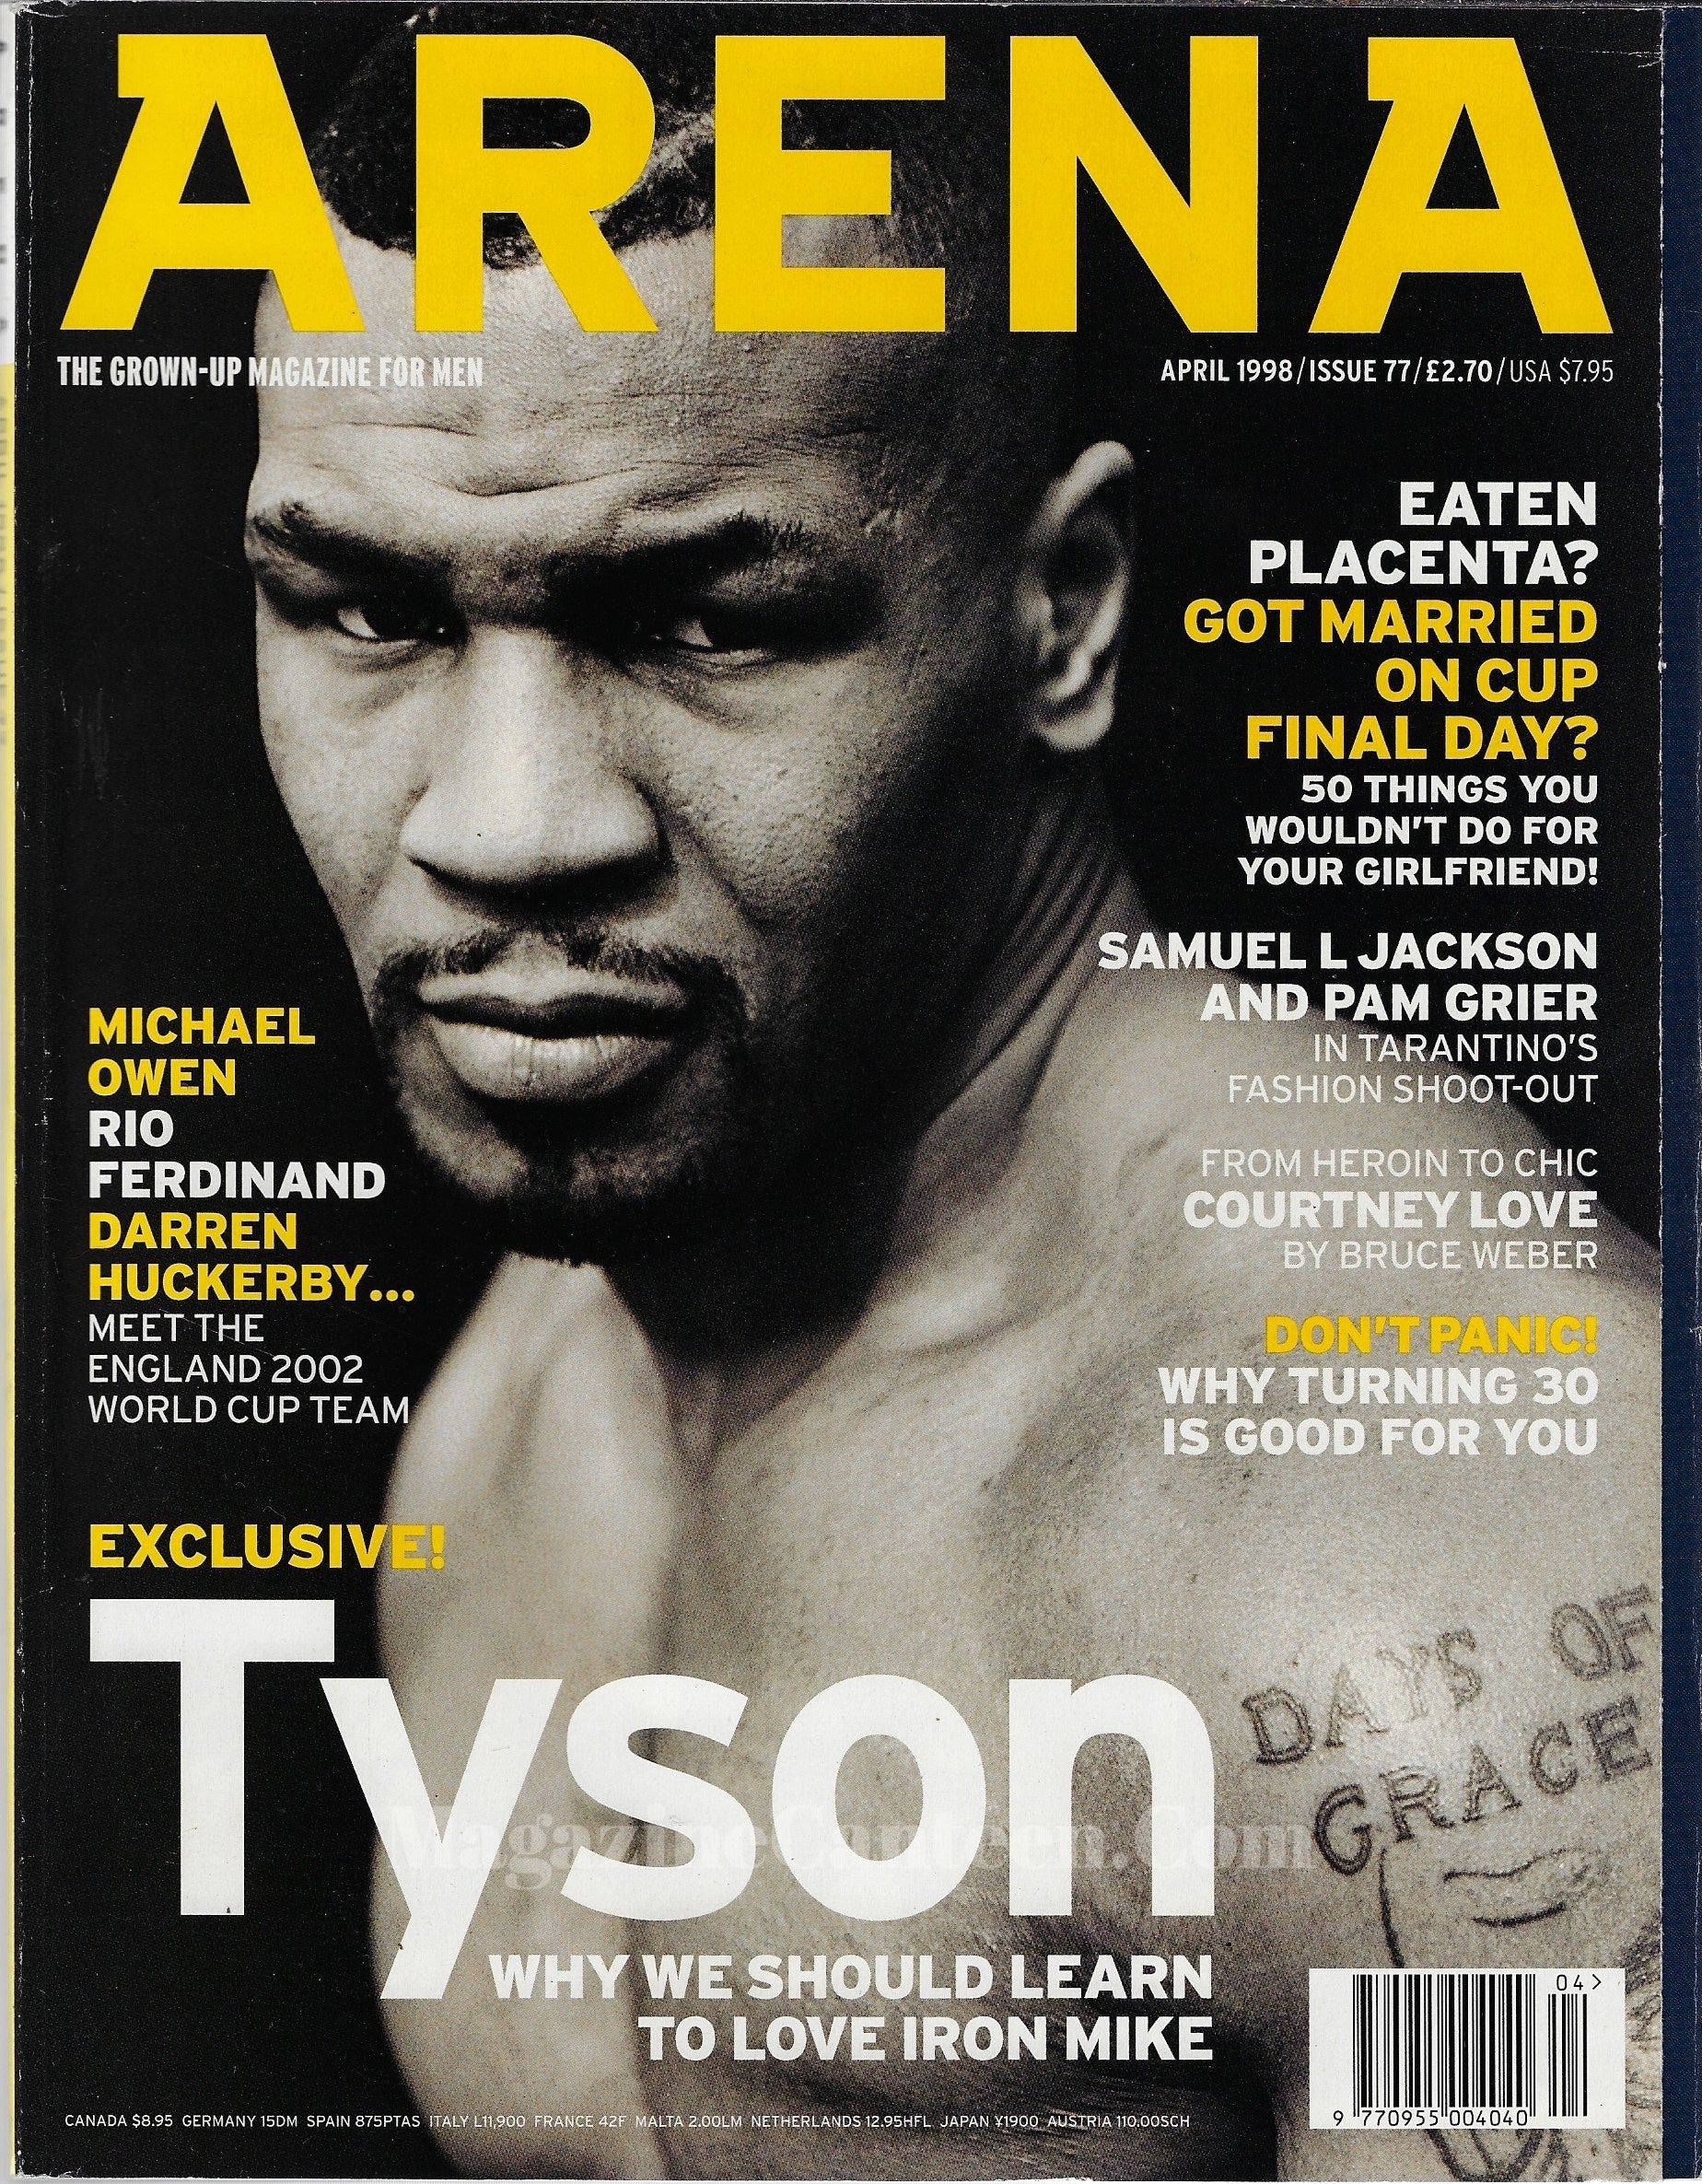 ARENA
THE GROWN-UP MAGAZINE FOR MEN
APRIL 1998/ISSUE 77/£2.70/USA $7.95
EATEN
PLACENTA?
GOT MARRIED
ON CUP
FINAL DAY?
50 THINGS YOU
WOULDN'T DO FOR
YOUR GIRLFRIEND!
SAMUEL L JACKSON
AND PAM GRIER
IN TARANTINO'S
FASHION SHOOT-OUT
FROM HEROIN TO CHIC
COURTNEY LOVE
BY BRUCE WEBER
DON'T PANIC!
WHY TURNING 30
IS GOOD FOR YOU
MICHAEL
OWEN
RIO
FERDINAND
DARREN
HUCKERBY...
MEET THE
ENGLAND 2002
WORLD CUP TEAM
EXCLUSIVE!
Tyson
WHY WE SHOULD LEARN
TO LOVE IRON MIKE
DAYS OF
GRACE
MagazineCanteen.Com
04>
9 770955 004040
CANADA $8.95 GERMANY 15DM SPAIN 875PTAS ITALY L11,900 FRANCE 42F MALTA 2.00LM NETHERLANDS 12.95HFL JAPAN ¥1900 AUSTRIA 110.00SCH